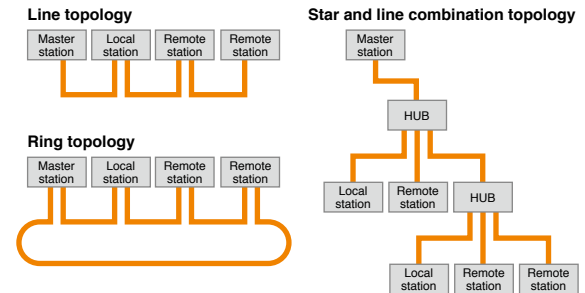 Line topology
Master station
Local station
Remote station
Remote station
Ring topology
Master station
Local station
Remote station
Remote station
Star and line combination topology
Master station
HUB
Local station
Remote station
HUB
Local station
Remote station
Remote station